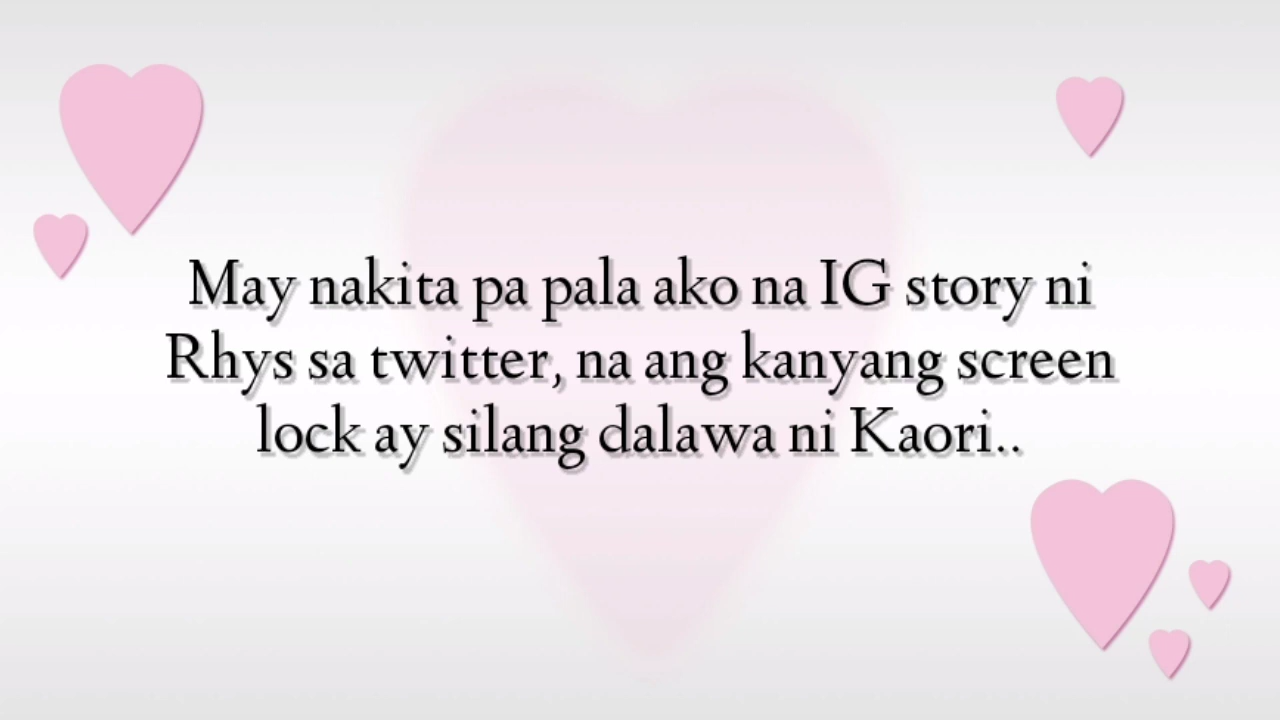 May nakita pa pala ako na IG story ni
Rhys sa twitter, na ang kanyang screen
lock ay silang dalawa ni Kaori..